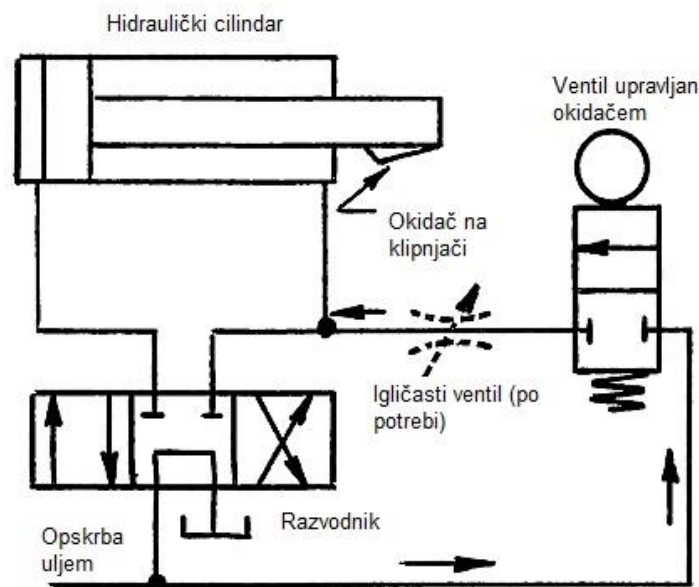 Hidraulički cilindar
Ventil upravljan
okidačem
Okidač na
klipnjači
Igličasti ventil (po
potrebi)
Razvodnik
Opskrba
uljem